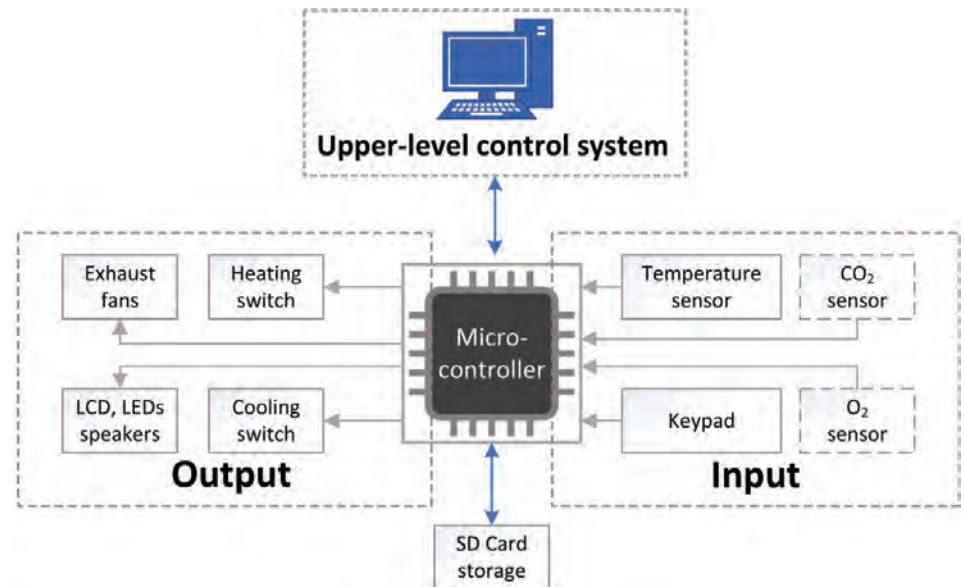 Upper-level control system
Exhaust
fans
Heating
switch
LCD, LEDs
speakers
Cooling
switch
Output
Micro-
controller
Temperature
sensor
CO₂
sensor
Keypad
O₂
sensor
Input
SD Card
storage